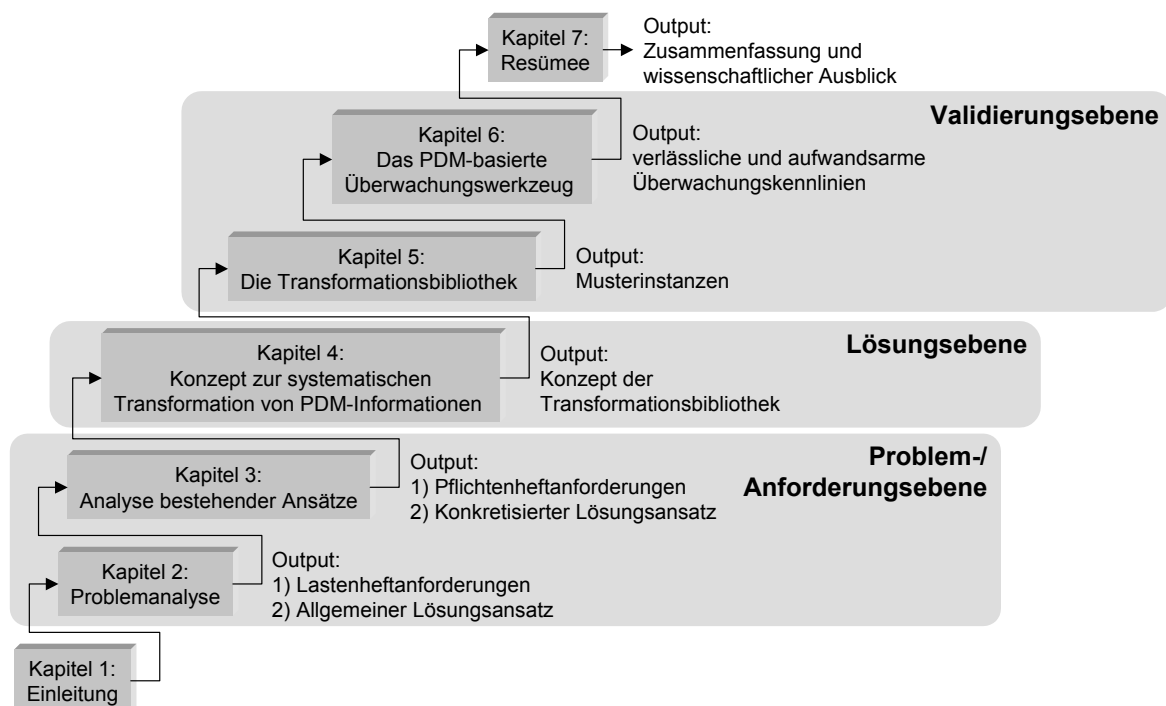 Kapitel 7:
Resümee
Output:
Zusammenfassung und
wissenschaftlicher Ausblick
Validierungsebene
Kapitel 6:
Das PDM-basierte
Überwachungswerkzeug
Output:
verlässliche und aufwandsarme
Überwachungskennlinien
Kapitel 5:
Die Transformationsbibliothek
Output:
Musterinstanzen
Lösungsebene
Kapitel 4:
Konzept zur systematischen
Transformation von PDM-Informationen
Output:
Konzept der
Transformationsbibliothek
Problem-/
Anforderungsebene
Kapitel 3:
Analyse bestehender Ansätze
Output:
1) Pflichtenheftanforderungen
2) Konkretisierter Lösungsansatz
Kapitel 2:
Problemanalyse
Output:
1) Lastenheftanforderungen
2) Allgemeiner Lösungsansatz
Kapitel 1:
Einleitung